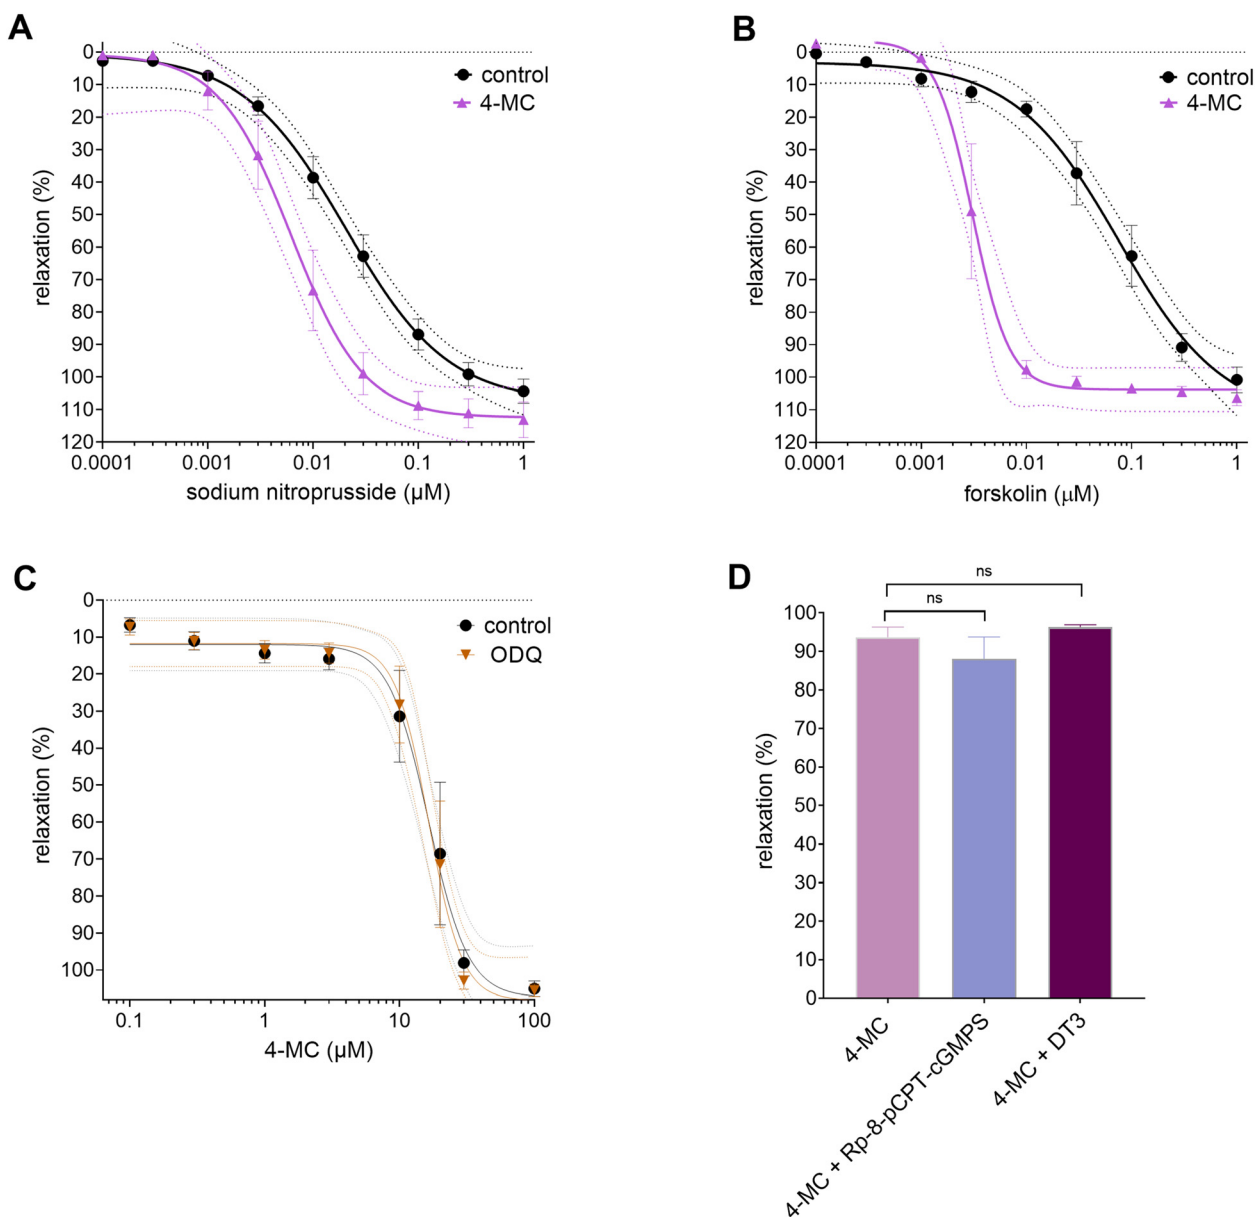 A
0
10
20
30
40
50
60
70
80
90
100
110
120
relaxation (%)
control
4-MC
0.0001
0.001
0.01
0.1
1
sodium nitroprusside (µM)
B
0
10
20
30
40
50
60
70
80
90
100
110
120
relaxation (%)
control
4-MC
0.0001
0.001
0.01
0.1
1
forskolin (µM)
C
0
10
20
30
40
50
60
70
80
90
100
relaxation (%)
control
ODQ
0.1
1
10
100
4-MC (µM)
D
ns
ns
100
90
80
70
60
50
40
30
20
10
0
relaxation (%)
4-MC
4-MC + Rp-8-pCPT-cGMPS
4-MC + DT3